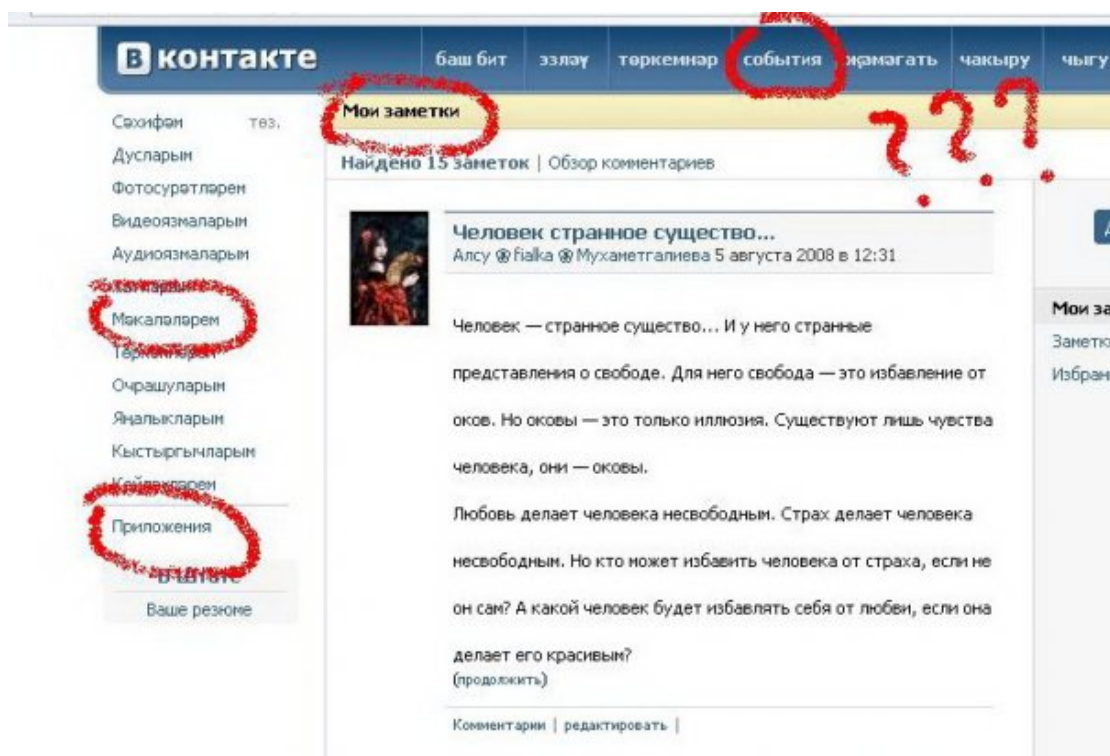 В контакте
баш бит эзләү төркемнәр события җәмәгать чакыру чыгу
Мои заметки
? ? ?
Сәхифәм төз.
Дусларым
Фотосурәтләрем
Видеоязмаларым
Аудиоязмаларым
Мәкаләләрем
Төркемнәрем
Очрашуларым
Яңалыкларым
Кыстыргычларым
Көйләүләрем
Приложения
В штате
Ваше резюме
Найдено 15 заметок | Обзор комментариев
Человек странное существо...
Алсу ֍ fialka ֍ Мухаметгалиева 5 августа 2008 в 12:31
Человек — странное существо... И у него странные
представления о свободе. Для него свобода — это избавление от
оков. Но оковы — это только иллюзия. Существуют лишь чувства
человека, они — оковы.
Любовь делает человека несвободным. Страх делает человека
несвободным. Но кто может избавить человека от страха, если не
он сам? А какой человек будет избавлять себя от любви, если она
делает его красивым?
(продолжить)
Комментарии | редактировать |
Мои за
Заметк
Избран